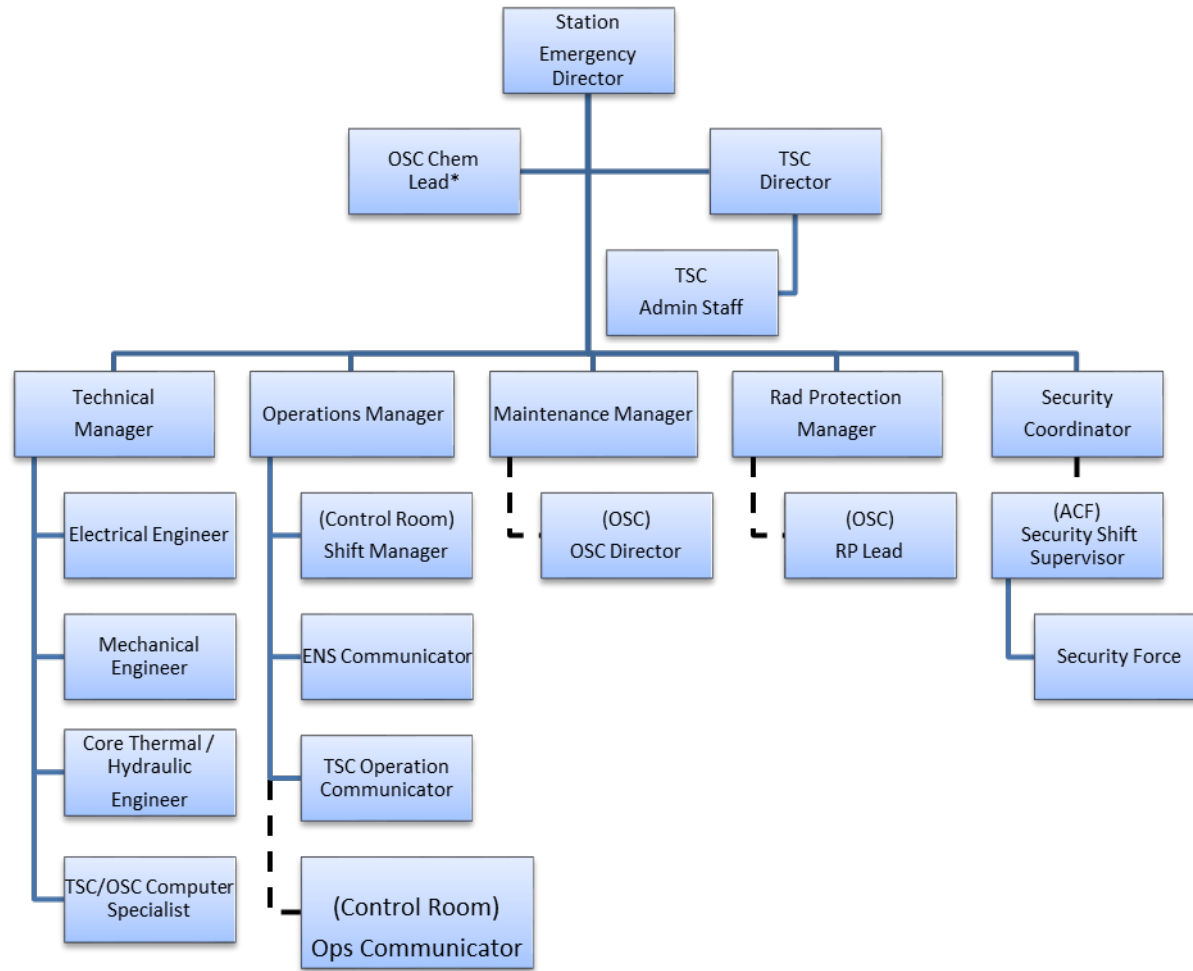 Station
Emergency
Director
OSC Chem
Lead*
TSC
Director
TSC
Admin Staff
Technical
Manager
Operations Manager
Maintenance Manager
Rad Protection
Manager
Security
Coordinator
Electrical Engineer
(Control Room)
Shift Manager
(OSC)
OSC Director
(OSC)
RP Lead
(ACF)
Security Shift
Supervisor
Mechanical
Engineer
ENS Communicator
Security Force
Core Thermal /
Hydraulic
Engineer
TSC Operation
Communicator
TSC/OSC Computer
Specialist
(Control Room)
Ops Communicator